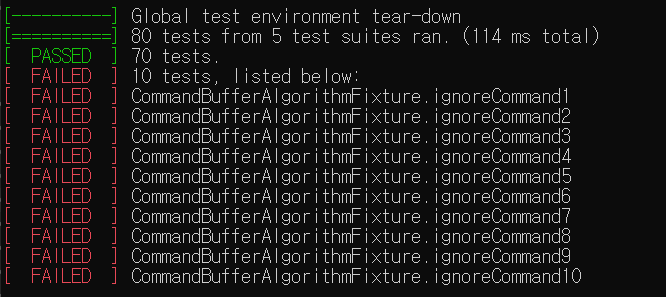 [----------] Global test environment tear-down
[==========] 80 tests from 5 test suites ran. (114 ms total)
[  PASSED  ] 70 tests.
[  FAILED  ] 10 tests, listed below:
[  FAILED  ] CommandBufferAlgorithmFixture.ignoreCommand1
[  FAILED  ] CommandBufferAlgorithmFixture.ignoreCommand2
[  FAILED  ] CommandBufferAlgorithmFixture.ignoreCommand3
[  FAILED  ] CommandBufferAlgorithmFixture.ignoreCommand4
[  FAILED  ] CommandBufferAlgorithmFixture.ignoreCommand5
[  FAILED  ] CommandBufferAlgorithmFixture.ignoreCommand6
[  FAILED  ] CommandBufferAlgorithmFixture.ignoreCommand7
[  FAILED  ] CommandBufferAlgorithmFixture.ignoreCommand8
[  FAILED  ] CommandBufferAlgorithmFixture.ignoreCommand9
[  FAILED  ] CommandBufferAlgorithmFixture.ignoreCommand10